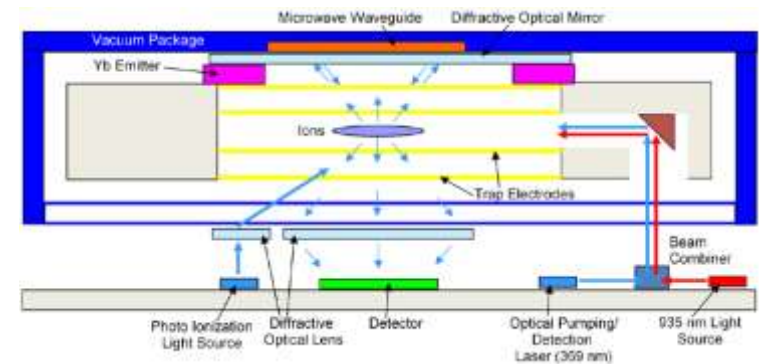 Microwave Waveguide
Diffractive Optical Mirror
Vacuum Package
Yb Emitter
Ions
Trap Electrodes
Beam
Combiner
Photo Ionization
Light Source
Diffractive
Optical Lens
Detector
Optical Pumping/
Detection
Laser (369 nm)
935 nm Light
Source